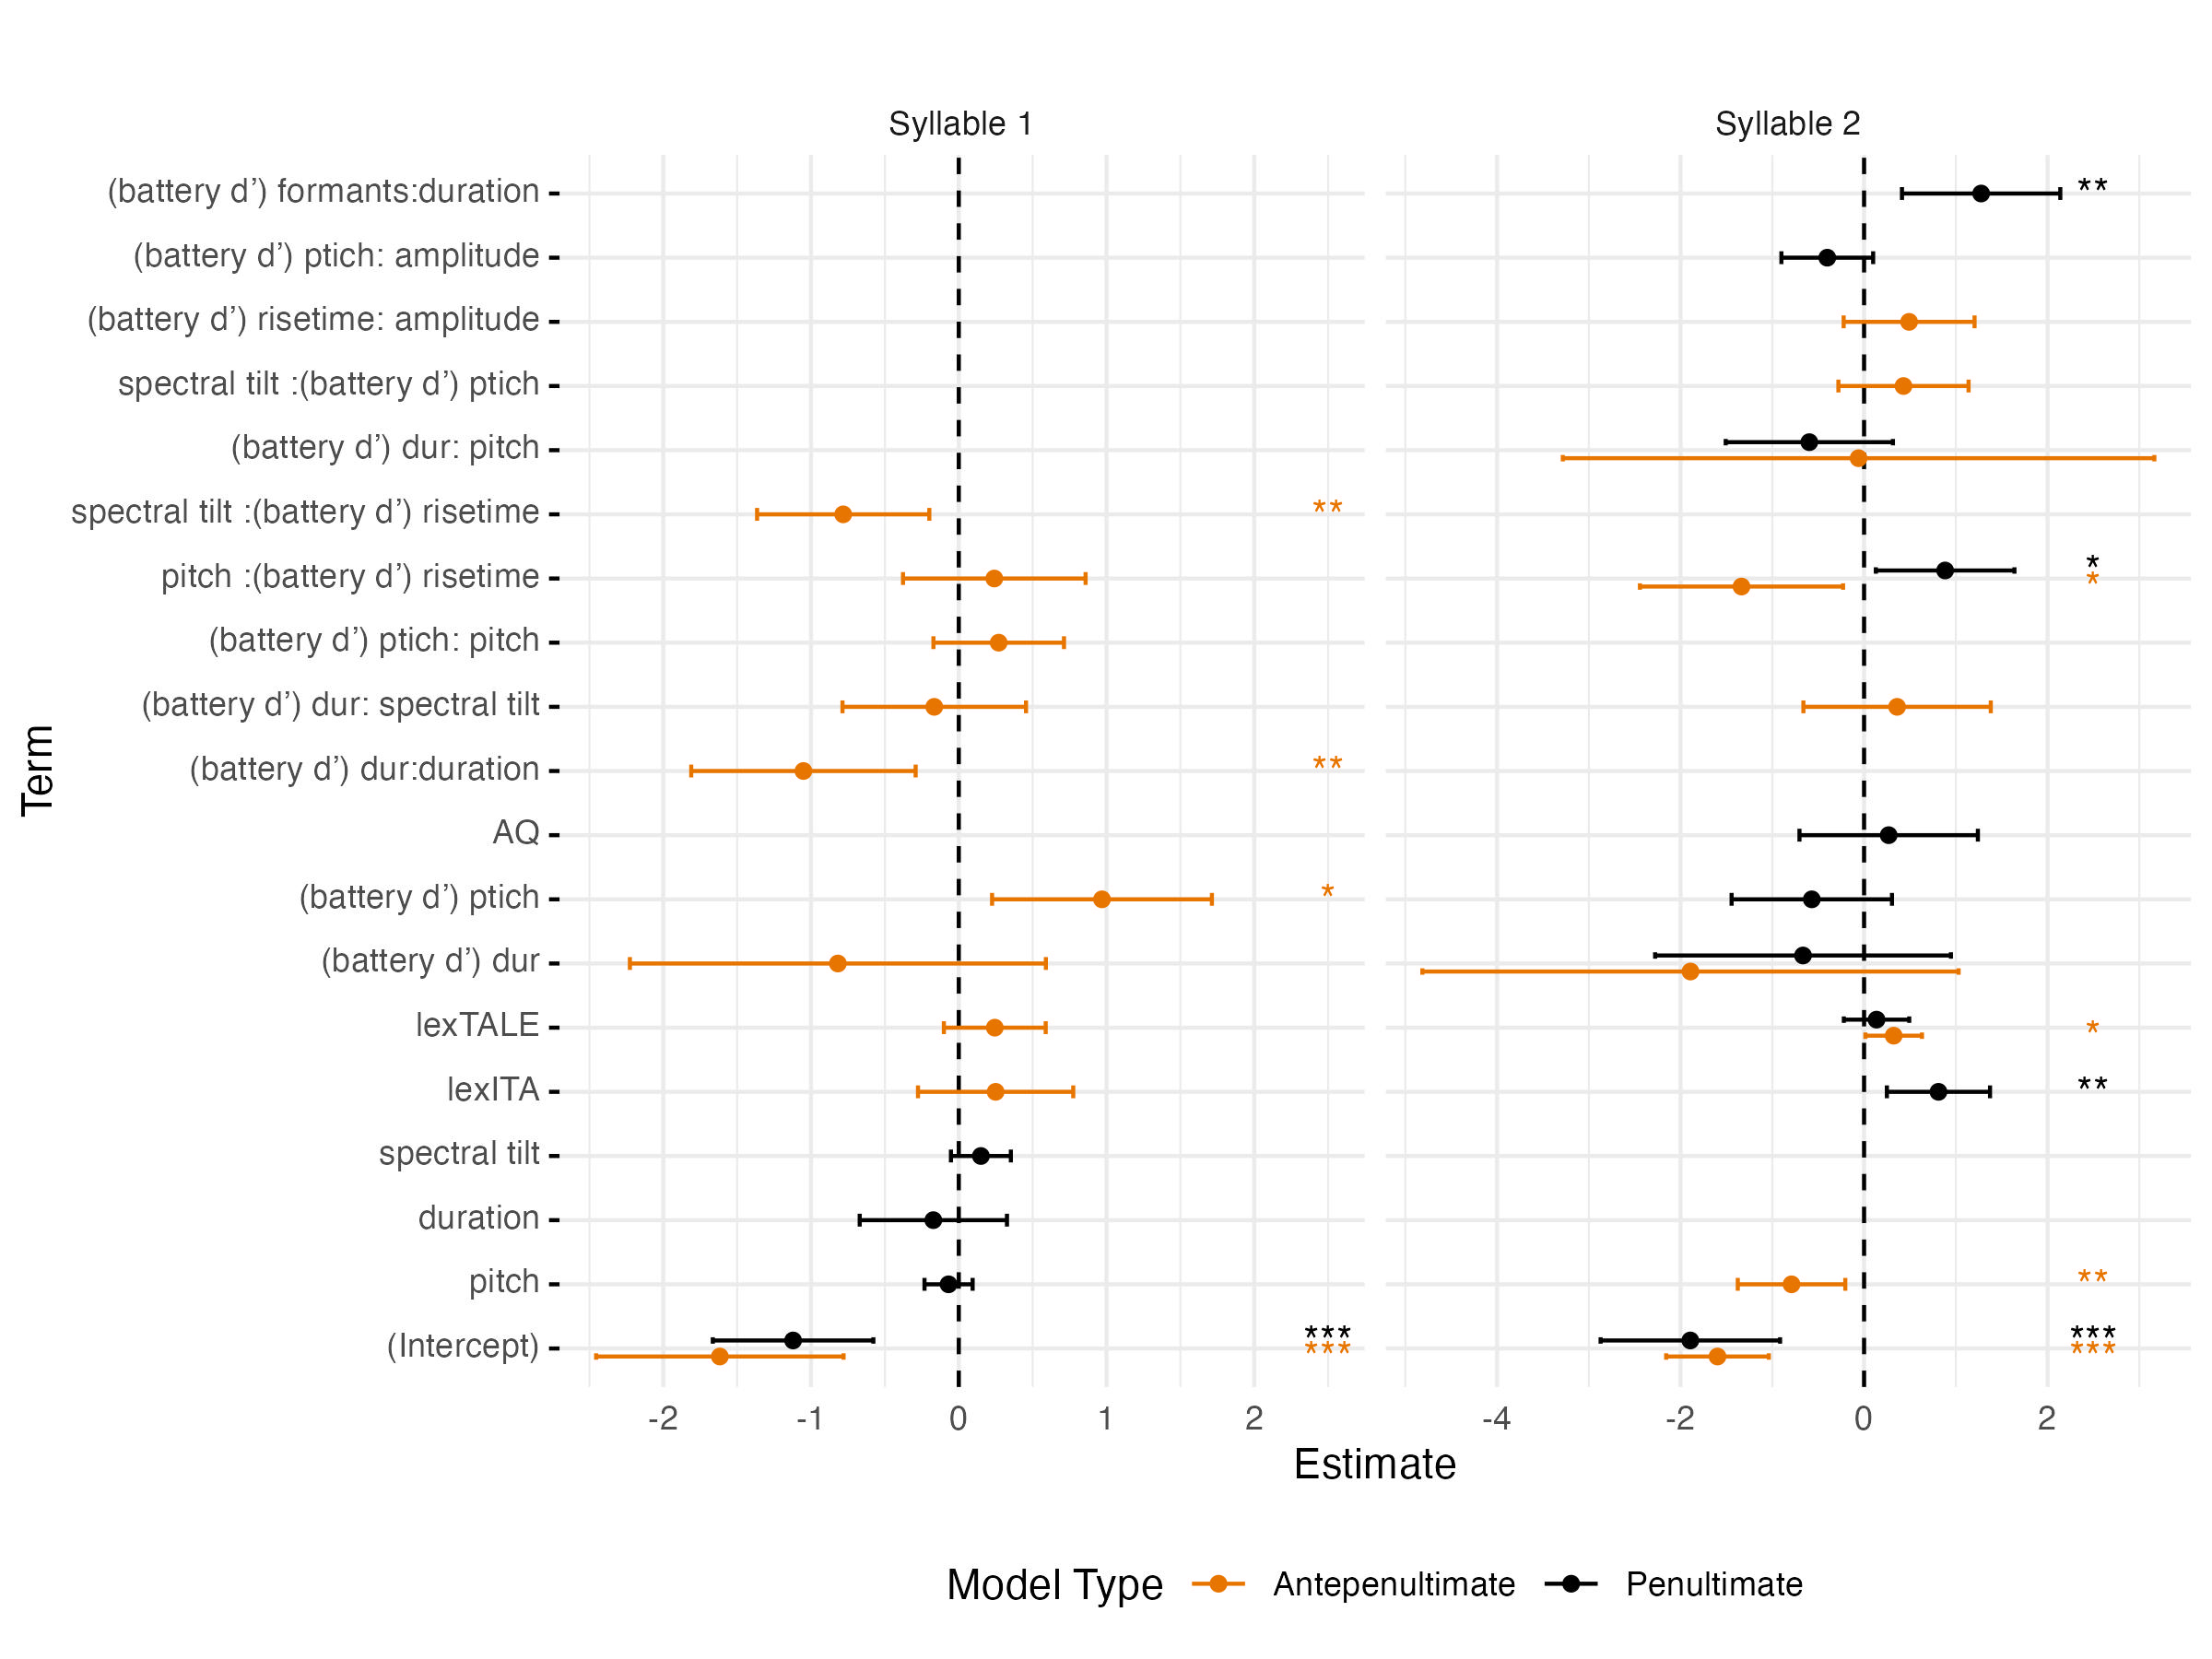 Syllable 1
Syllable 2
(battery d’) formants:duration
**
(battery d’) ptich: amplitude
(battery d’) risetime: amplitude
spectral tilt :(battery d’) ptich
(battery d’) dur: pitch
spectral tilt :(battery d’) risetime
**
pitch :(battery d’) risetime
*
*
(battery d’) ptich: pitch
(battery d’) dur: spectral tilt
(battery d’) dur:duration
**
AQ
(battery d’) ptich
*
(battery d’) dur
lexTALE
*
lexITA
**
spectral tilt
duration
pitch
**
(Intercept)
***
***
***
***
Term
-2 -1 0 1 2
-4 -2 0 2
Estimate
Model Type Antepenultimate Penultimate